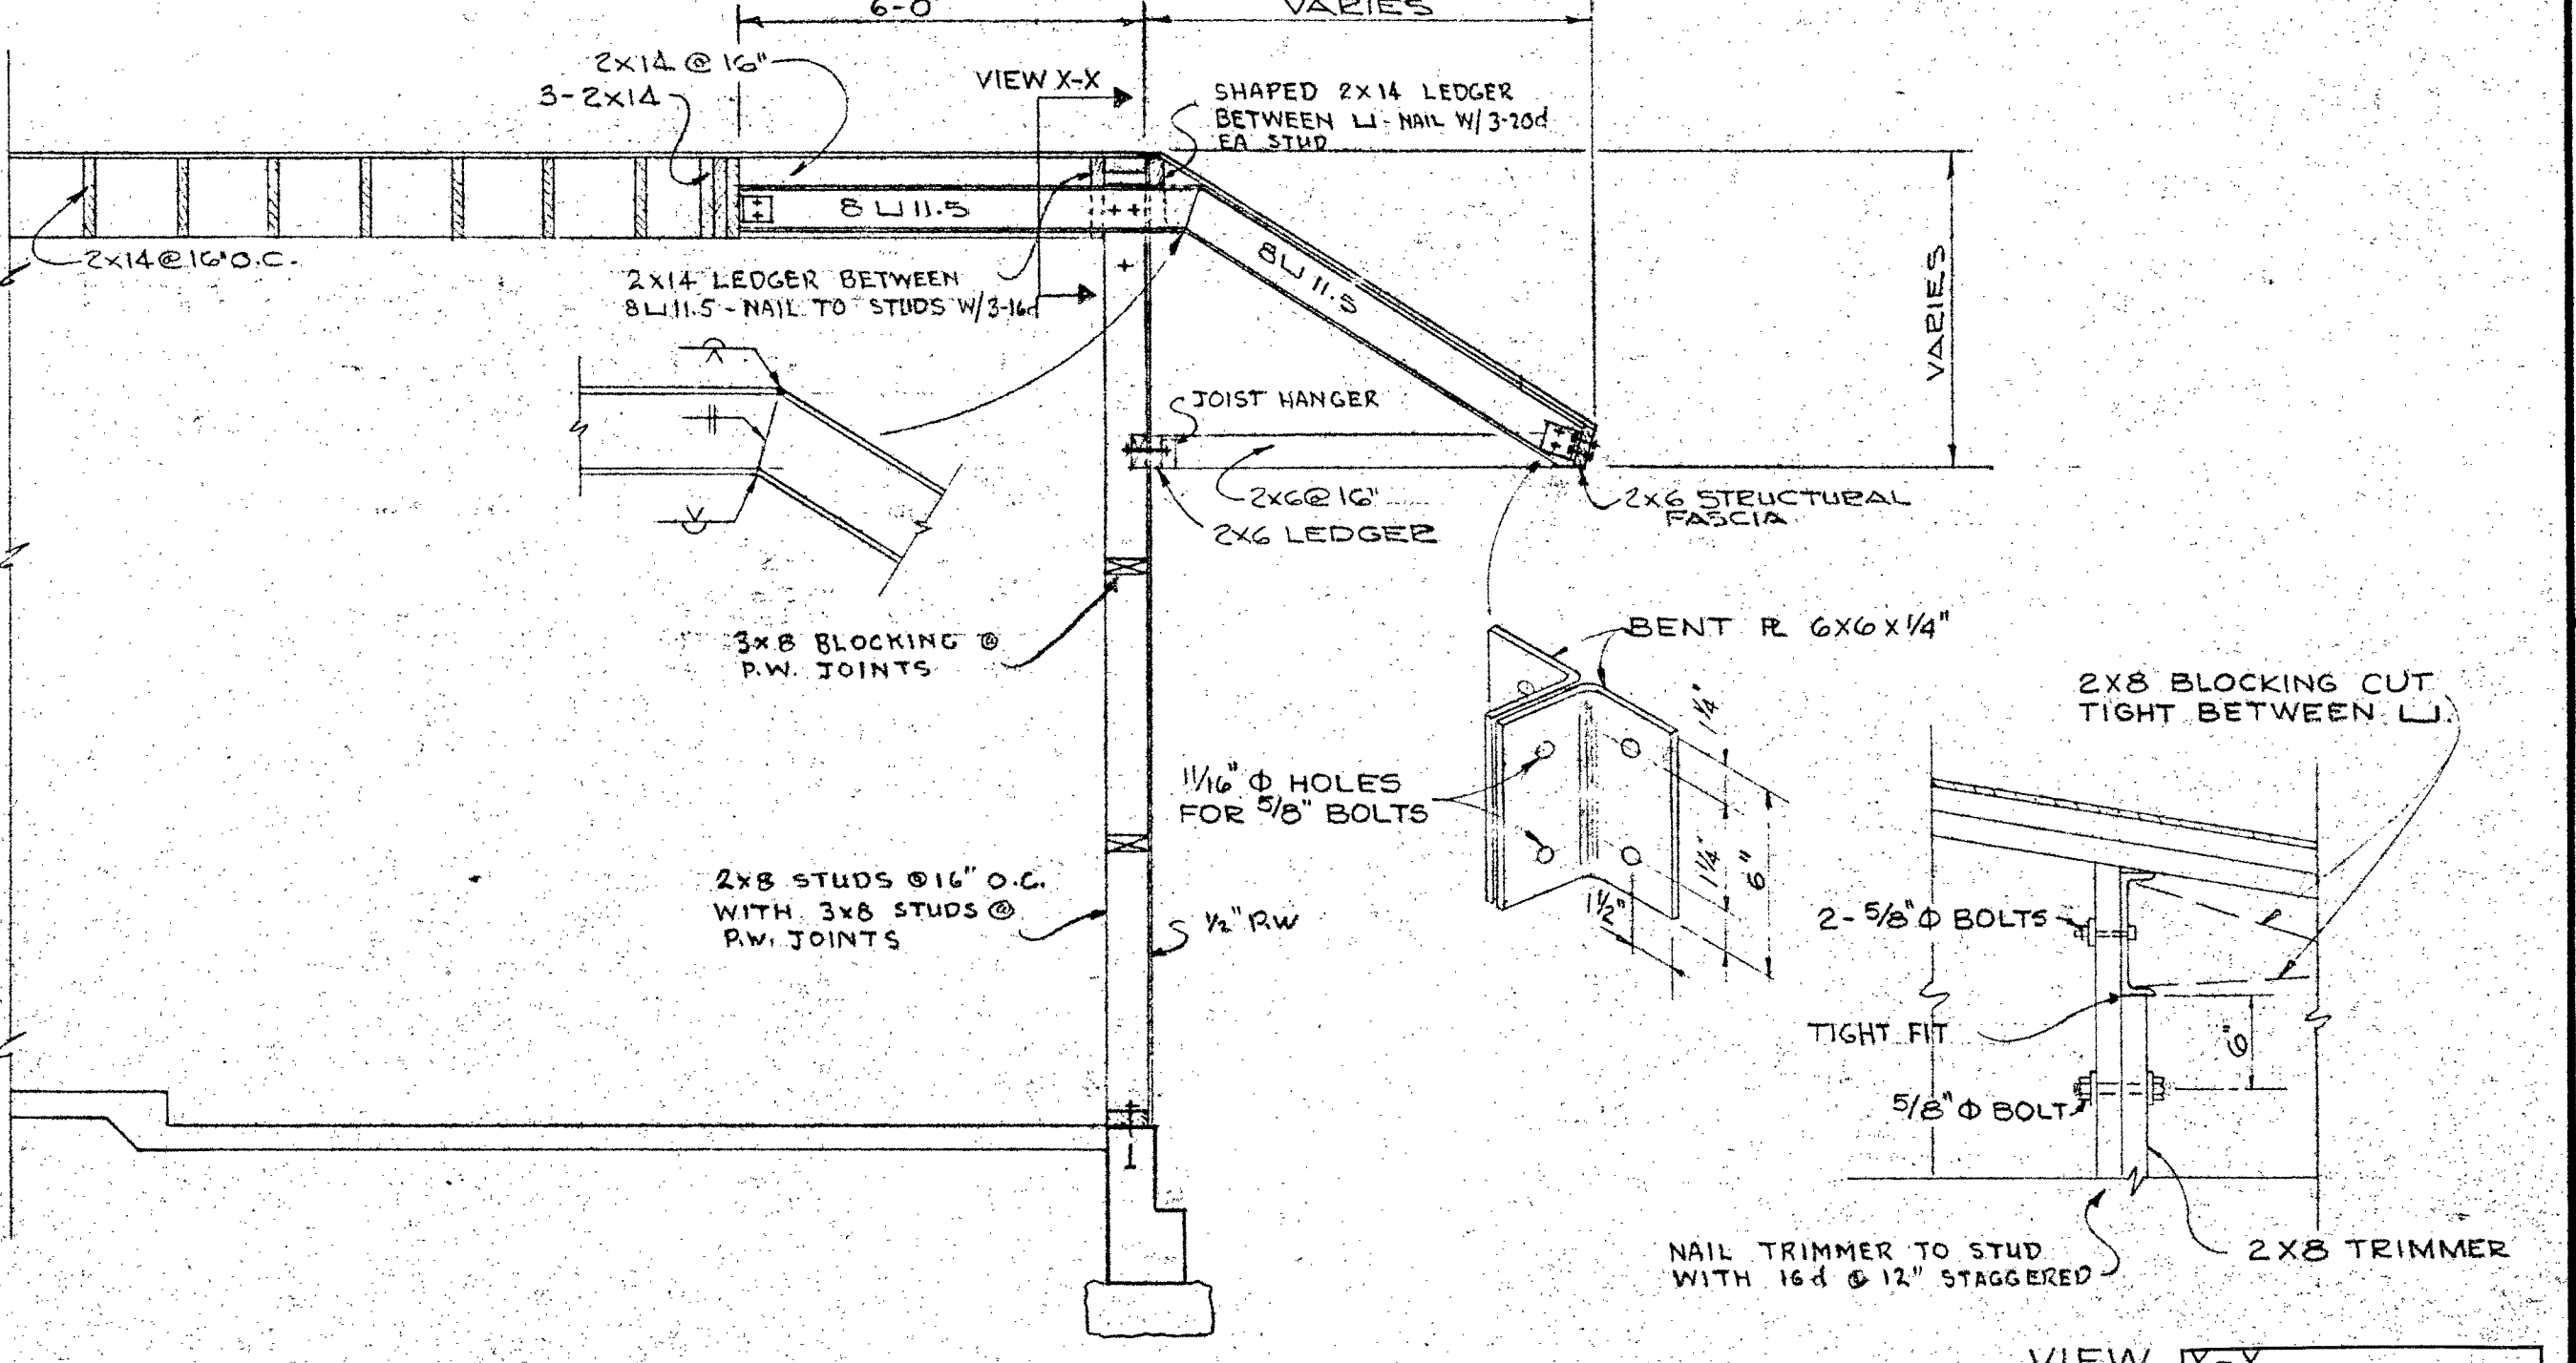 6-0
VARIES
2x14 @ 16"
3-2x14
VIEW X-X
SHAPED 2x14 LEDGER
BETWEEN ⊔ - NAIL W/3-20d
EA STUD
8⊔11.5
2x14@16"O.C.
2x14 LEDGER BETWEEN
8⊔11.5 - NAIL TO STUDS W/3-16d
8⊔11.5
VARIES
JOIST HANGER
2x6@16"
2x6 LEDGER
2x6 STRUCTURAL
FASCIA
3x8 BLOCKING @
P.W. JOINTS
BENT PL 6x6x1/4"
1 1/4"
11/16" Φ HOLES
FOR 5/8" BOLTS
1 1/4"
6"
1 1/2"
2X8 BLOCKING CUT
TIGHT BETWEEN ⊔.
2x8 STUDS @16" O.C.
WITH 3x8 STUDS @
P.W. JOINTS
1/2" P.W
2-5/8"Φ BOLTS
TIGHT FIT
6"
5/8"Φ BOLT
NAIL TRIMMER TO STUD
WITH 16d @ 12" STAGGERED
2X8 TRIMMER
VIEW X-X